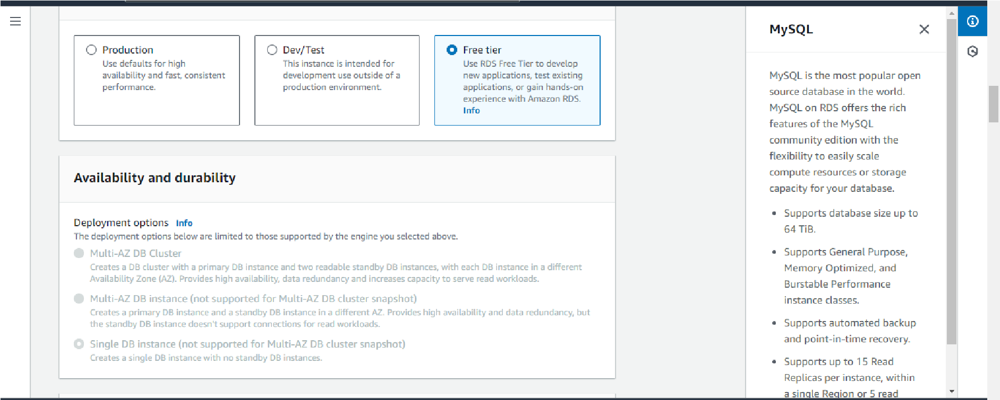 Production
Use defaults for high
availability and fast, consistent
performance.
Dev/Test
This instance is intended for
development use outside of a
production environment.
Free tier
Use RDS Free Tier to develop
new applications, test existing
applications, or gain hands-on
experience with Amazon RDS.
Info
Availability and durability
Deployment options Info
The deployment options below are limited to those supported by the engine you selected above.
Multi-AZ DB Cluster
Creates a DB cluster with a primary DB instance and two readable standby DB instances, with each DB instance in a different
Availability Zone (AZ). Provides high availability, data redundancy and increases capacity to serve read workloads.
Multi-AZ DB instance (not supported for Multi-AZ DB cluster snapshot)
Creates a primary DB instance and a standby DB instance in a different AZ. Provides high availability and data redundancy, but
the standby DB instance doesn't support connections for read workloads.
Single DB instance (not supported for Multi-AZ DB cluster snapshot)
Creates a single DB instance with no standby DB instances.
MySQL
MySQL is the most popular open
source database in the world.
MySQL on RDS offers the rich
features of the MySQL
community edition with the
flexibility to easily scale
compute resources or storage
capacity for your database.
• Supports database size up to
64 TiB.
• Supports General Purpose,
Memory Optimized, and
Burstable Performance
instance classes.
• Supports automated backup
and point-in-time recovery.
• Supports up to 15 Read
Replicas per instance, within
a single Region or 5 read